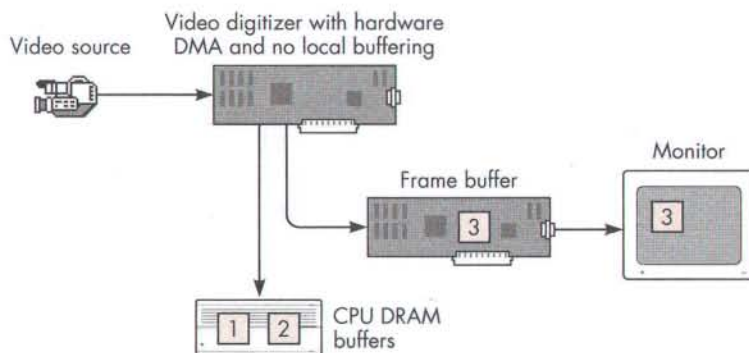 Video digitizer with hardware
DMA and no local buffering
Video source
Monitor
Frame buffer
3
3
1 2
CPU DRAM
buffers